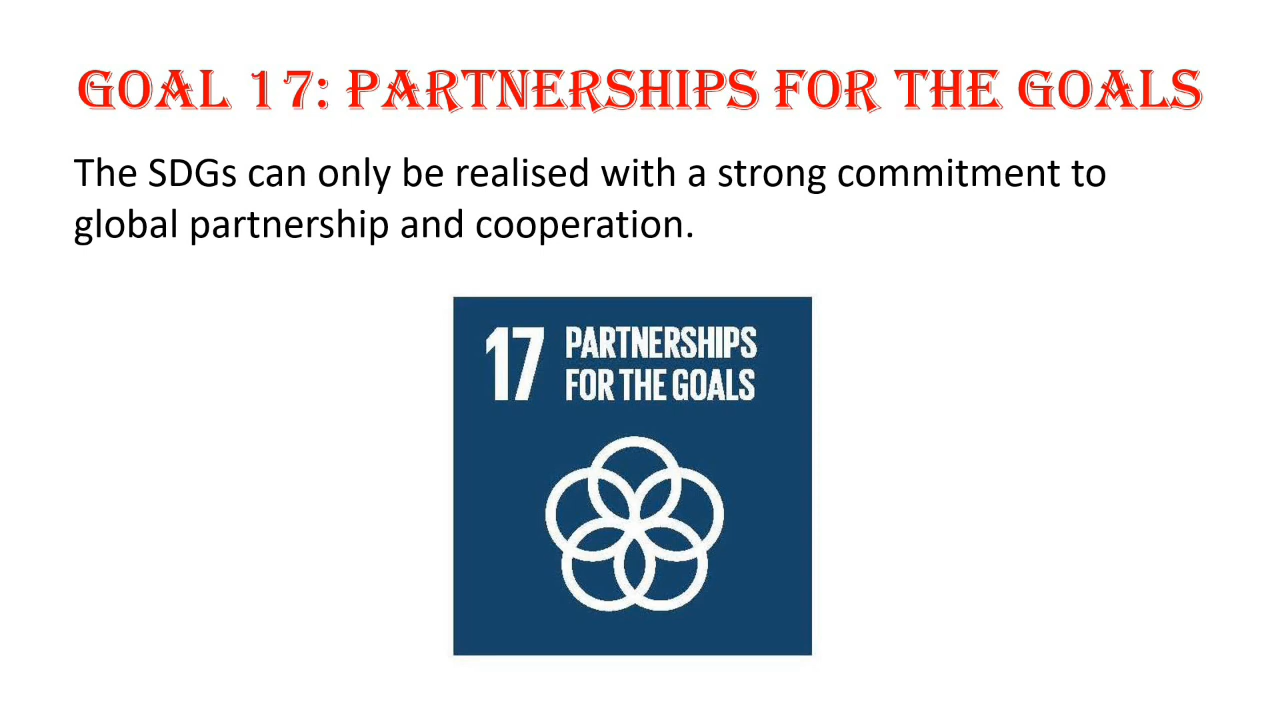 GOAL 17: PARTNERSHIPS FOR THE GOALS
The SDGs can only be realised with a strong commitment to
global partnership and cooperation.
17 PARTNERSHIPS
FOR THE GOALS